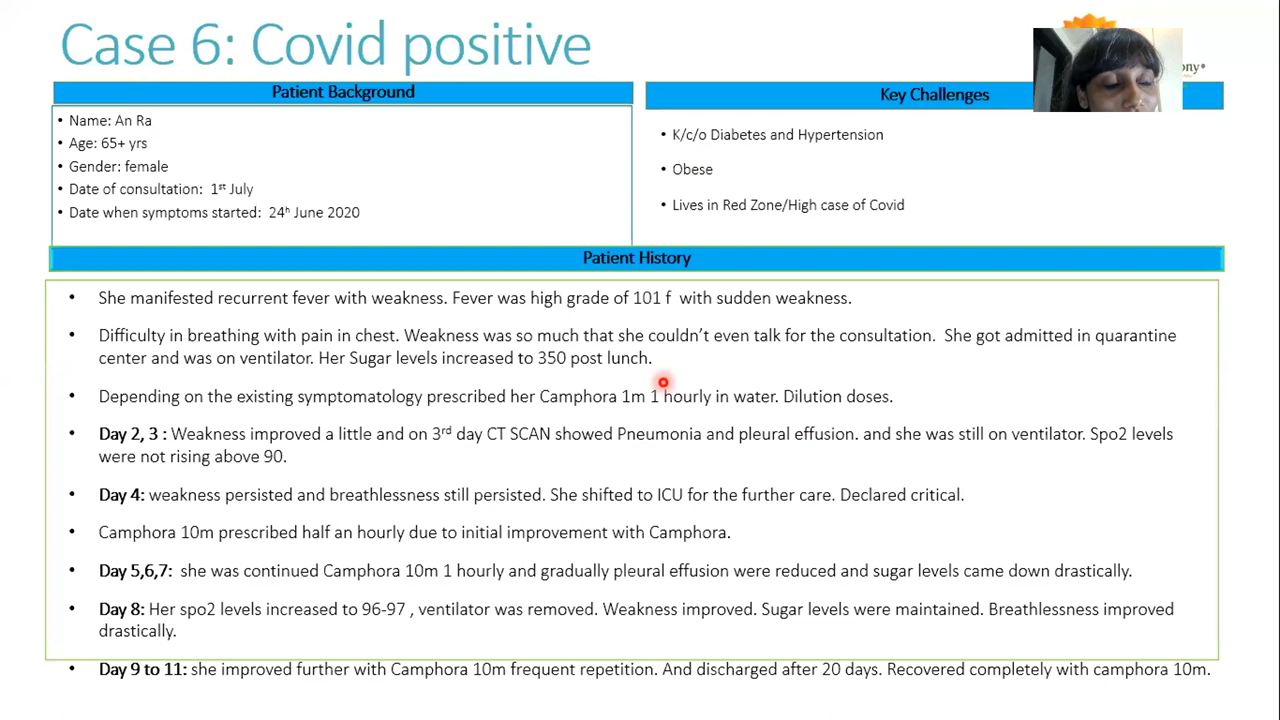 Case 6: Covid positive
ony®
Patient Background
Key Challenges
• Name: An Ra
• Age: 65+ yrs
• Gender: female
• Date of consultation: 1st July
• Date when symptoms started: 24h June 2020
• K/c/o Diabetes and Hypertension
• Obese
• Lives in Red Zone/High case of Covid
Patient History
• She manifested recurrent fever with weakness. Fever was high grade of 101 f with sudden weakness.
• Difficulty in breathing with pain in chest. Weakness was so much that she couldn't even talk for the consultation. She got admitted in quarantine
center and was on ventilator. Her Sugar levels increased to 350 post lunch.
• Depending on the existing symptomatology prescribed her Camphora 1m 1 hourly in water. Dilution doses.
• Day 2, 3 : Weakness improved a little and on 3rd day CT SCAN showed Pneumonia and pleural effusion. and she was still on ventilator. Spo2 levels
were not rising above 90.
• Day 4: weakness persisted and breathlessness still persisted. She shifted to ICU for the further care. Declared critical.
• Camphora 10m prescribed half an hourly due to initial improvement with Camphora.
• Day 5,6,7: she was continued Camphora 10m 1 hourly and gradually pleural effusion were reduced and sugar levels came down drastically.
• Day 8: Her spo2 levels increased to 96-97 , ventilator was removed. Weakness improved. Sugar levels were maintained. Breathlessness improved
drastically.
• Day 9 to 11: she improved further with Camphora 10m frequent repetition. And discharged after 20 days. Recovered completely with camphora 10m.